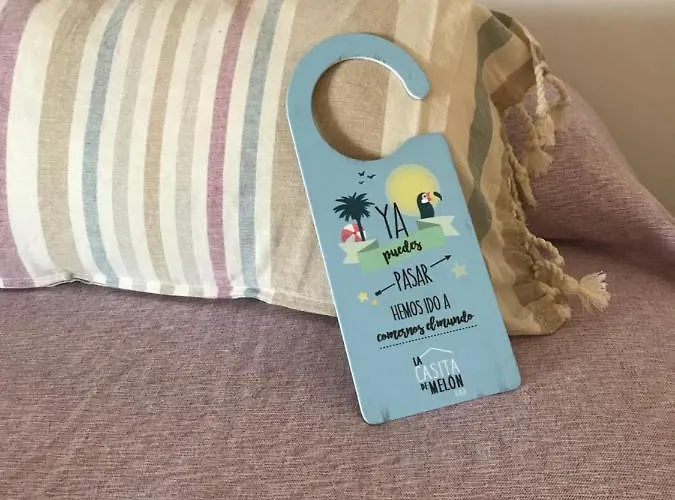 YA
puedes
PASAR
HEMOS IDO A
comernos el mundo
LA
CASITA
DE MELON